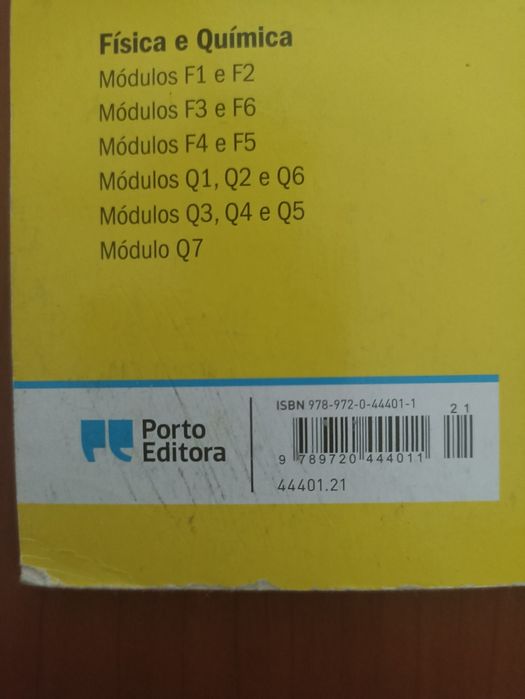 Física e Química
Módulos F1 e F2
Módulos F3 e F6
Módulos F4 e F5
Módulos Q1, Q2 e Q6
Módulos Q3, Q4 e Q5
Módulo Q7
Porto
Editora
ISBN 978-972-0-44401-1
2 1
9 789720 444011
44401.21